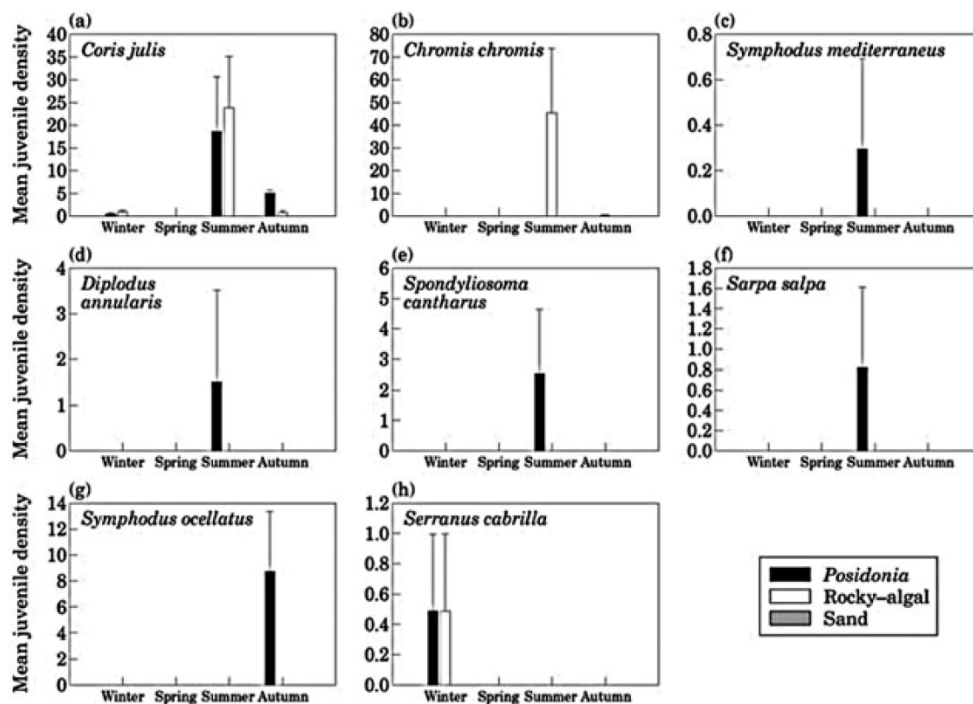 (a)
Coris julis
40
35
30
25
20
15
10
5
0
Mean juvenile density
Winter Spring Summer Autumn
(b)
Chromis chromis
80
70
60
50
40
30
20
10
0
Winter Spring Summer Autumn
(c)
Symphodus mediterraneus
0.8
0.6
0.4
0.2
0.0
Winter Spring Summer Autumn
(d)
Diplodus
annularis
4
3
2
1
0
Mean juvenile density
Winter Spring Summer Autumn
(e)
Spondyliosoma
cantharus
6
5
4
3
2
1
0
Winter Spring Summer Autumn
(f)
Sarpa salpa
1.8
1.6
1.4
1.2
1.0
0.8
0.6
0.4
0.2
0.0
Winter Spring Summer Autumn
(g)
Symphodus ocellatus
14
12
10
8
6
4
2
0
Mean juvenile density
Winter Spring Summer Autumn
(h)
Serranus cabrilla
1.2
1.0
0.8
0.6
0.4
0.2
0.0
Winter Spring Summer Autumn
Posidonia
Rocky–algal
Sand